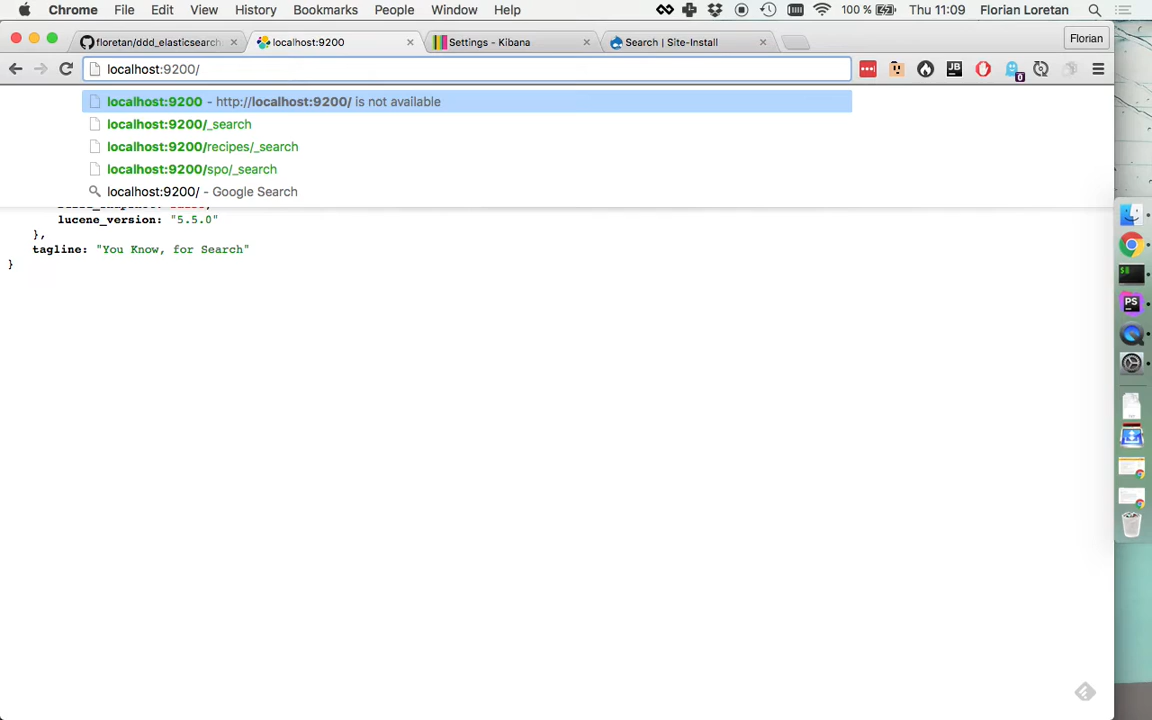 Chrome File Edit View History Bookmarks People Window Help 100 % Thu 11:09 Florian Loretan
floretan/ddd_elasticsearch localhost:9200 Settings - Kibana Search | Site-Install Florian
localhost:9200/
localhost:9200 - http://localhost:9200/ is not available
localhost:9200/_search
localhost:9200/recipes/_search
localhost:9200/spo/_search
localhost:9200/ - Google Search
lucene_version: "5.5.0"
},
tagline: "You Know, for Search"
}